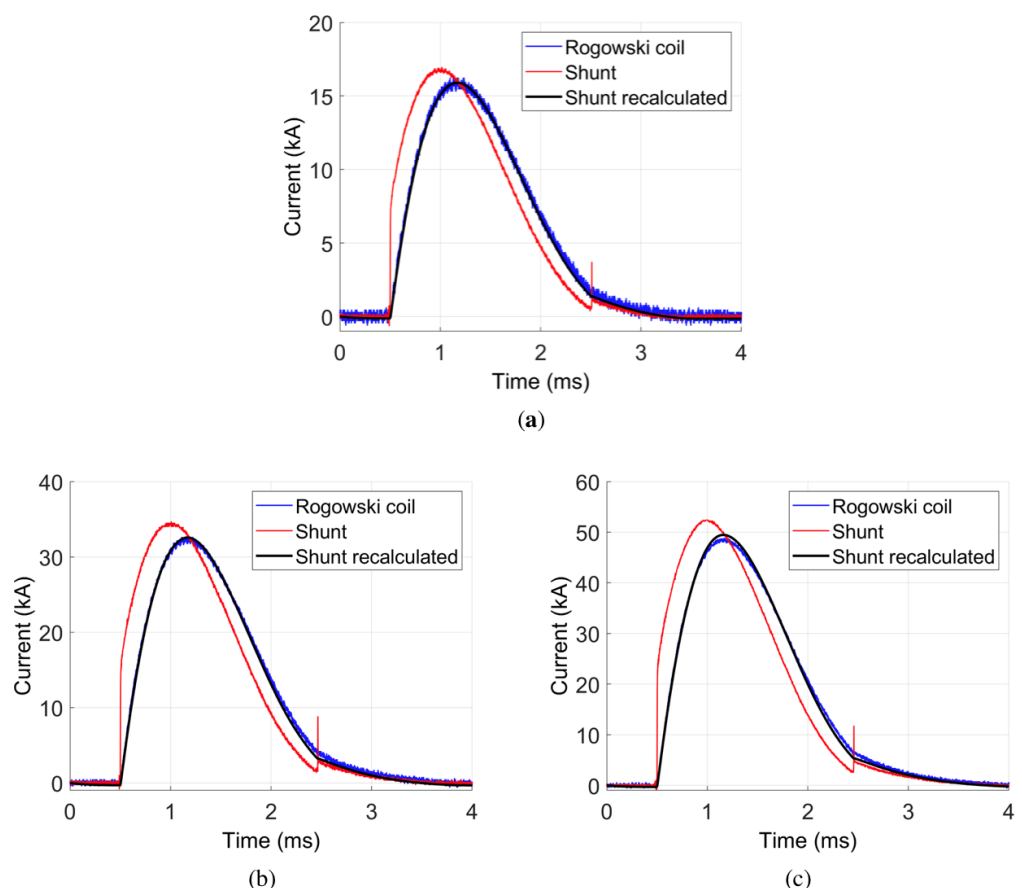 20
15
10
5
0
Current (kA)
Rogowski coil
Shunt
Shunt recalculated
0 1 2 3 4
Time (ms)
(a)
40
30
20
10
0
Current (kA)
Rogowski coil
Shunt
Shunt recalculated
0 1 2 3 4
Time (ms)
(b)
60
50
40
30
20
10
0
Current (kA)
Rogowski coil
Shunt
Shunt recalculated
0 1 2 3 4
Time (ms)
(c)